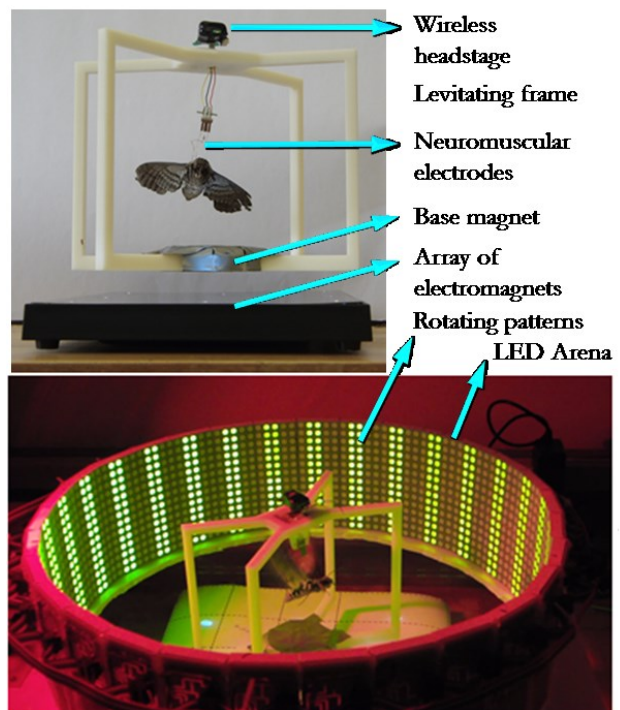 Wireless
headstage
Levitating frame
Neuromuscular
electrodes
Base magnet
Array of
electromagnets
Rotating patterns
LED Arena